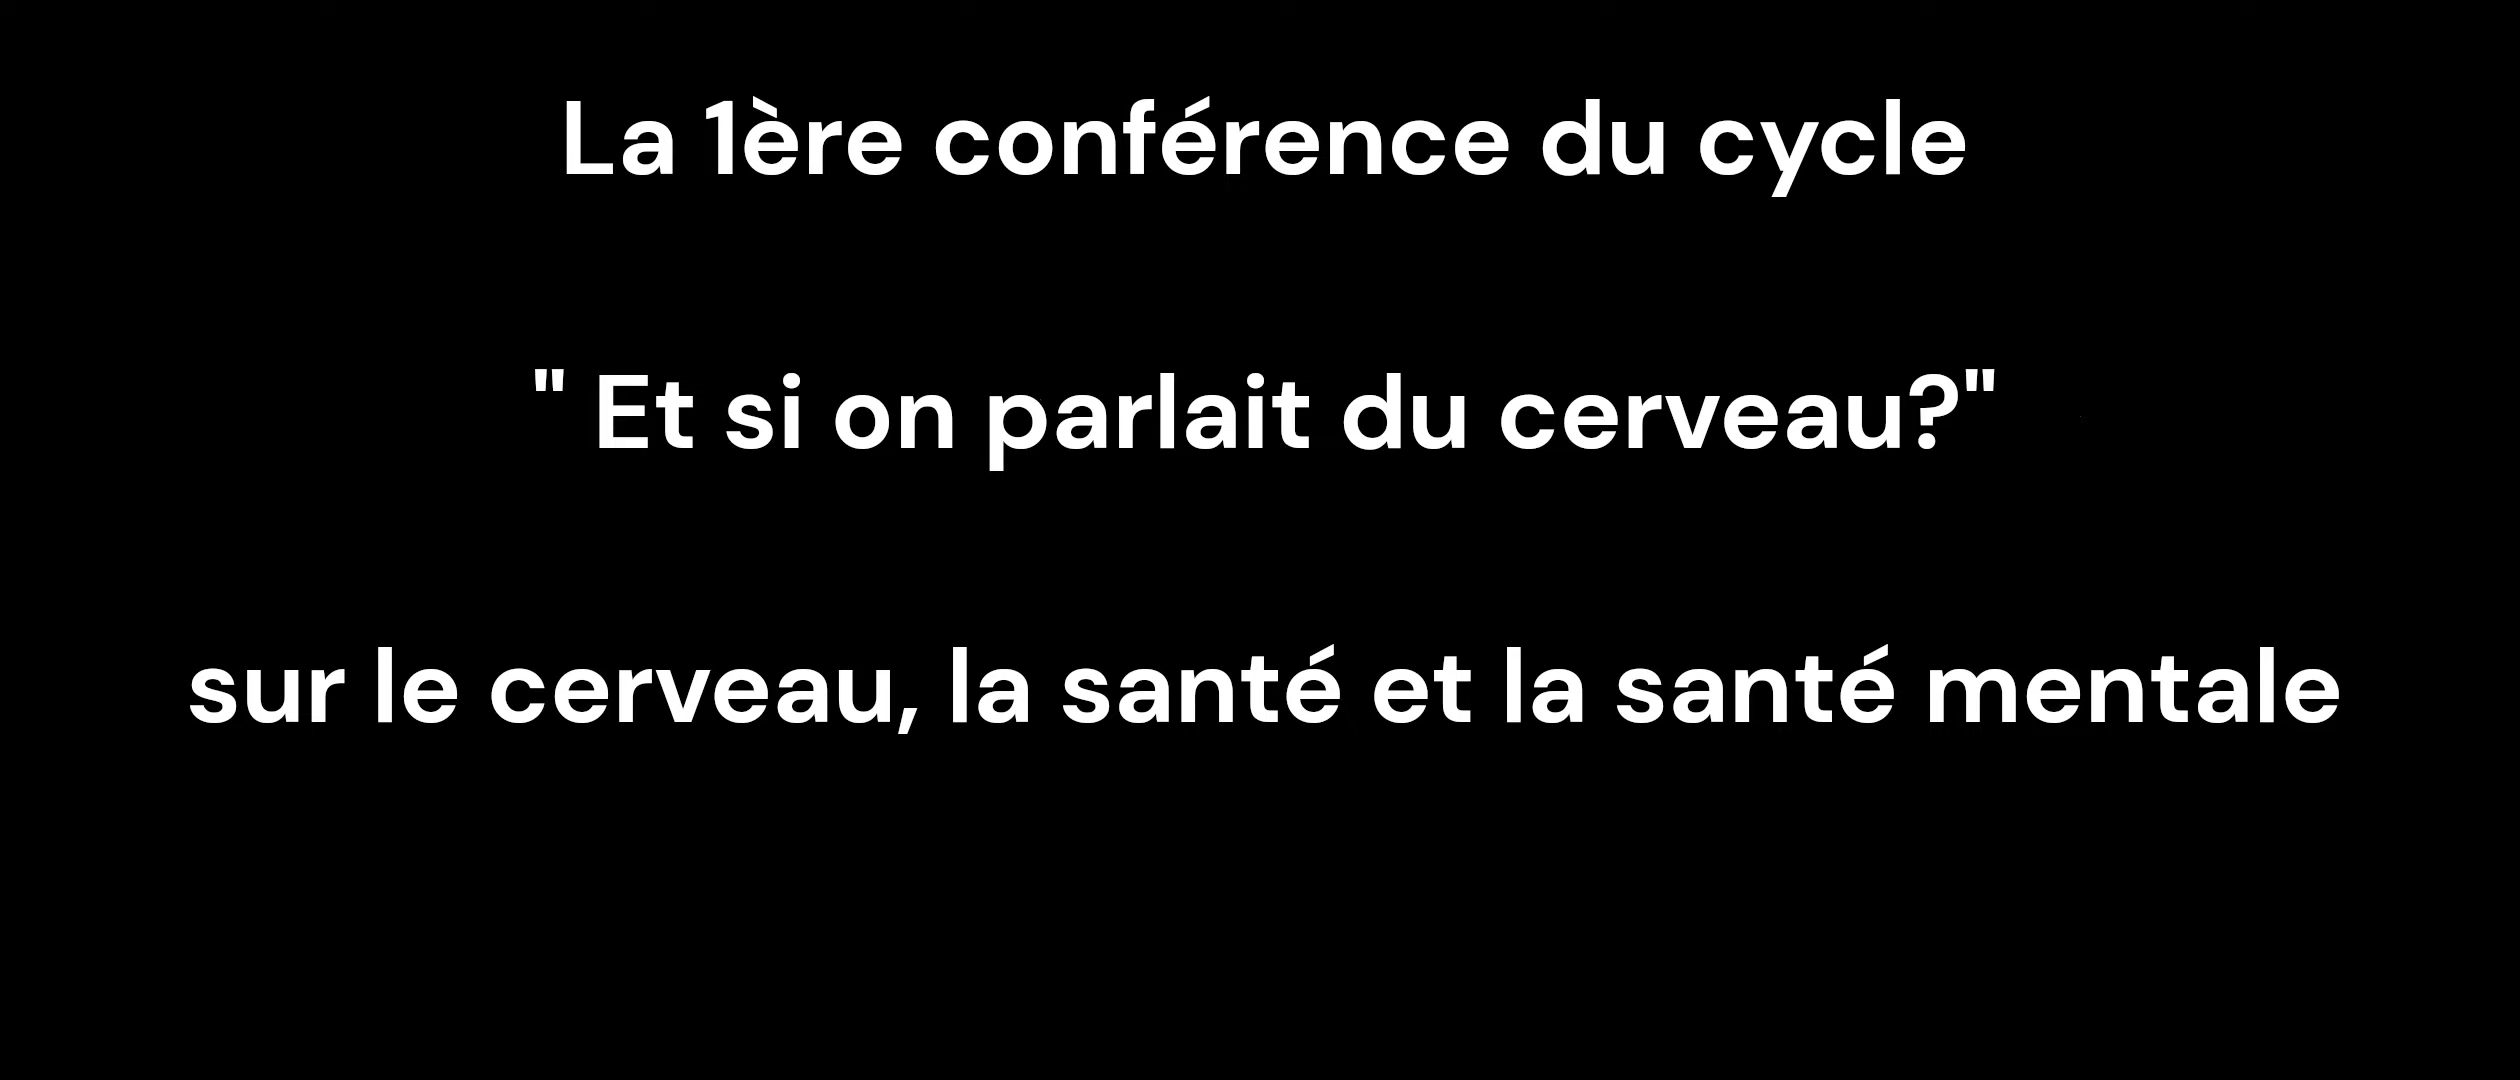 La 1ère conférence du cycle
" Et si on parlait du cerveau?"
sur le cerveau, la santé et la santé mentale